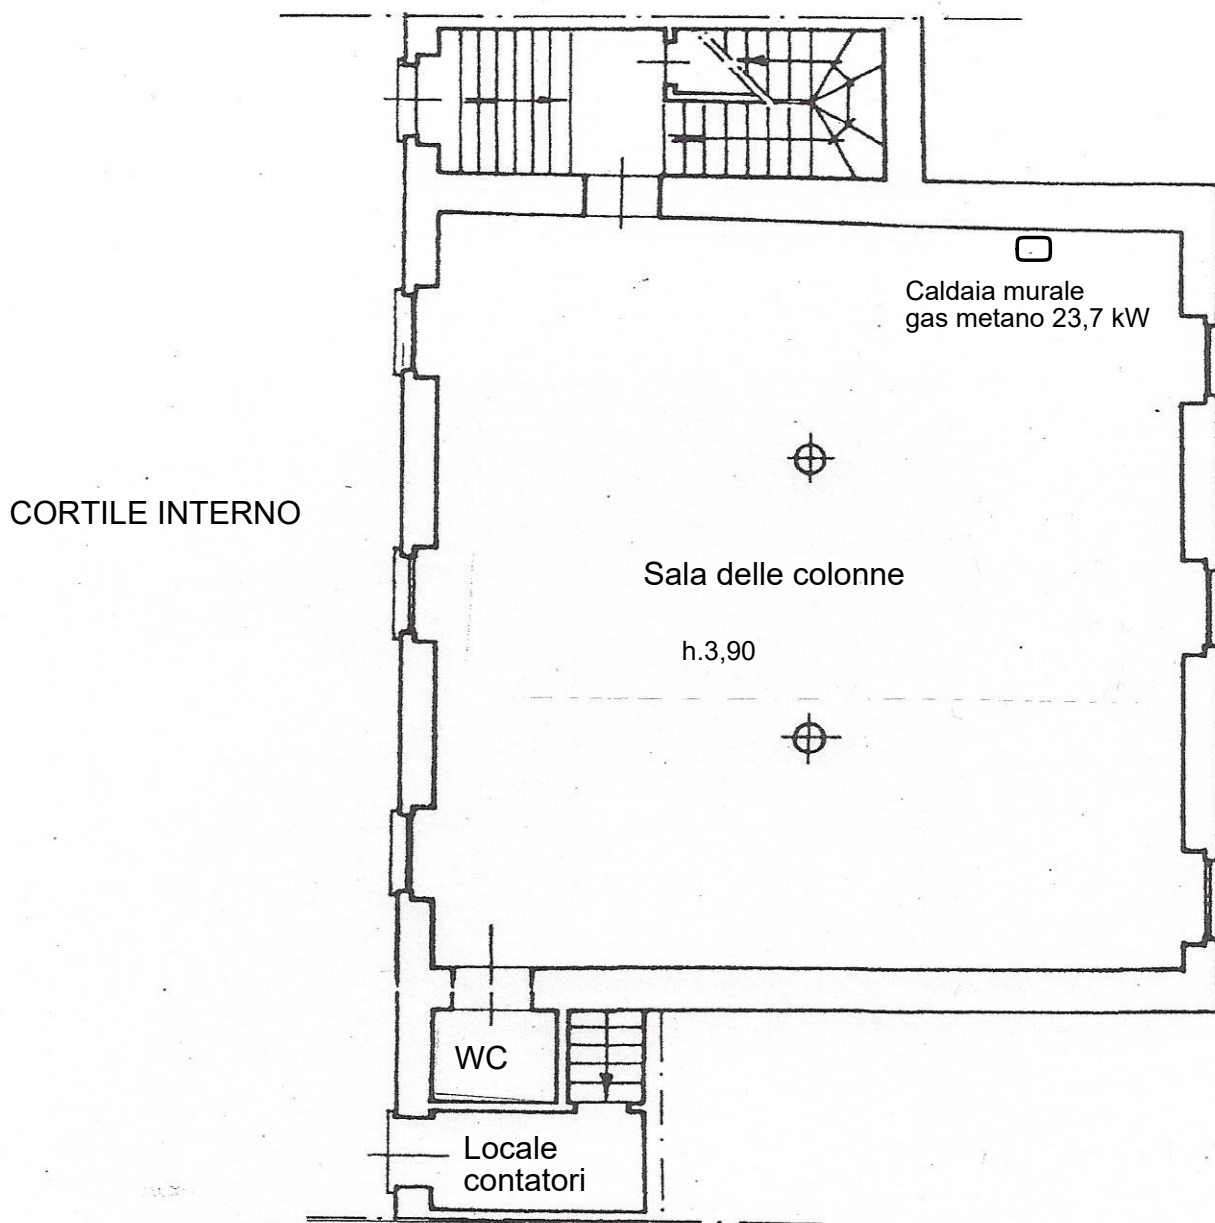 Caldaia murale
gas metano 23,7 kW
CORTILE INTERNO
Sala delle colonne
h.3,90
WC
Locale
contatori